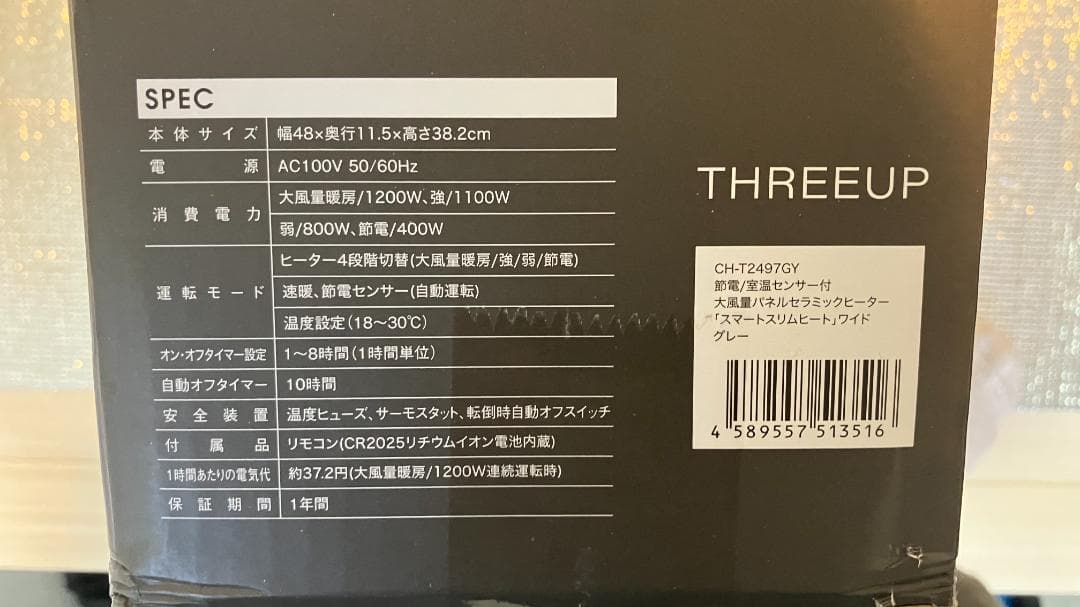 SPEC
本体サイズ 幅48×奥行11.5×高さ38.2cm
電源 AC100V 50/60Hz
消費電力 大風量暖房/1200W、強/1100W
弱/800W、節電/400W
運転モード ヒーター4段階切替(大風量暖房/強/弱/節電)
速暖、節電センサー(自動運転)
温度設定(18～30℃)
オン・オフタイマー設定 1～8時間(1時間単位)
自動オフタイマー 10時間
安全装置 温度ヒューズ、サーモスタット、転倒時自動オフスイッチ
付属品 リモコン(CR2025リチウムイオン電池内蔵)
1時間あたりの電気代 約37.2円(大風量暖房/1200W連続運転時)
保証期間 1年間
THREEUP
CH-T2497GY
節電/室温センサー付
大風量パネルセラミックヒーター
「スマートスリムヒート」ワイド
グレー
4 589557 513516